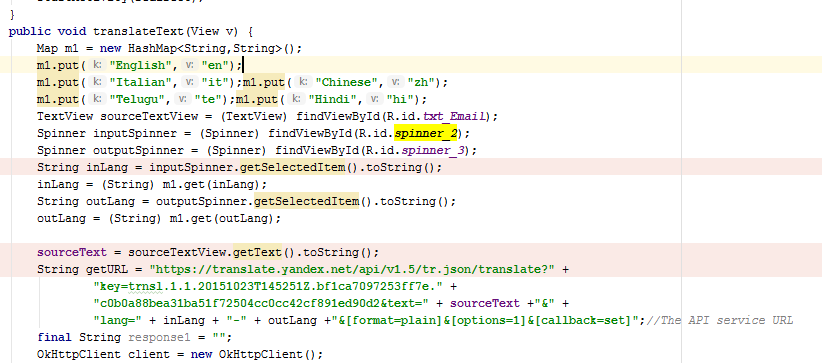 }
public void translateText(View v) {
Map m1 = new HashMap<String,String>();
m1.put( k: "English", v: "en");
m1.put( k: "Italian", v: "it");m1.put( k: "Chinese", v: "zh");
m1.put( k: "Telugu", v: "te");m1.put( k: "Hindi", v: "hi");
TextView sourceTextView = (TextView) findViewById(R.id.txt_Email);
Spinner inputSpinner = (Spinner) findViewById(R.id.spinner_2);
Spinner outputSpinner = (Spinner) findViewById(R.id.spinner_3);
String inLang = inputSpinner.getSelectedItem().toString();
inLang = (String) m1.get(inLang);
String outLang = outputSpinner.getSelectedItem().toString();
outLang = (String) m1.get(outLang);
sourceText = sourceTextView.getText().toString();
String getURL = "https://translate.yandex.net/api/v1.5/tr.json/translate?" +
"key=trnsl.1.1.20151023T145251Z.bf1ca7097253ff7e." +
"c0b0a88bea31ba51f72504cc0cc42cf891ed90d2&text=" + sourceText +"&" +
"lang=" + inLang + "-" + outLang +"&[format=plain]&[options=1]&[callback=set]";//The API service URL
final String response1 = "";
OkHttpClient client = new OkHttpClient();